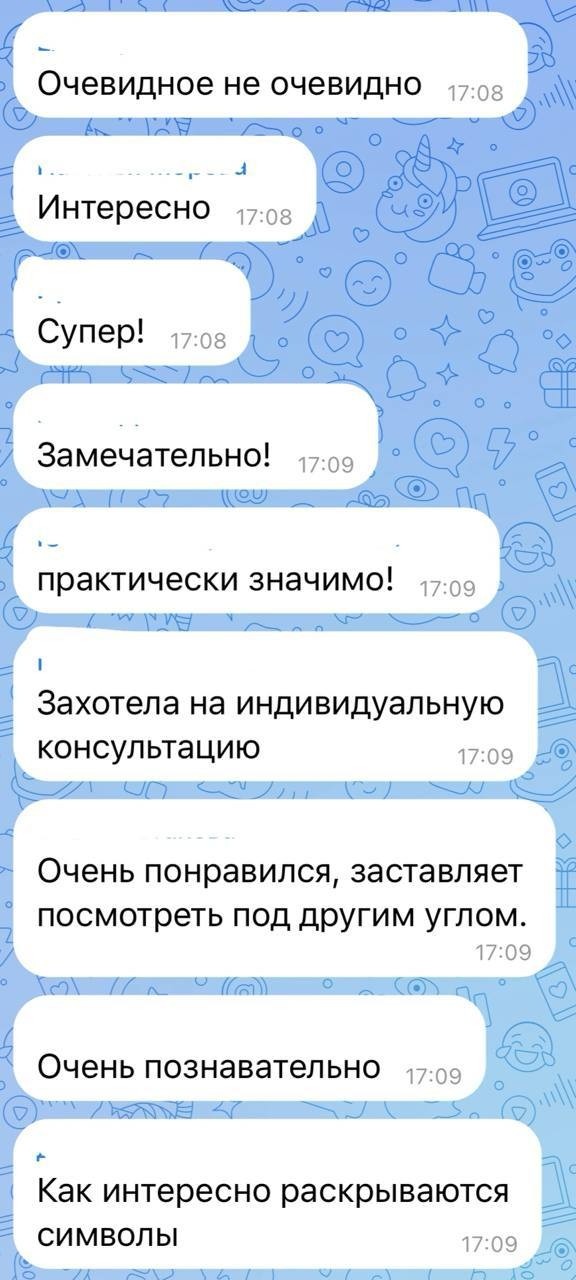 Очевидное не очевидно 17:08
Интересно 17:08
Супер! 17:08
Замечательно! 17:09
практически значимо! 17:09
Захотела на индивидуальную
консультацию 17:09
Очень понравился, заставляет
посмотреть под другим углом.
17:09
Очень познавательно 17:09
Как интересно раскрываются
символы 17:09